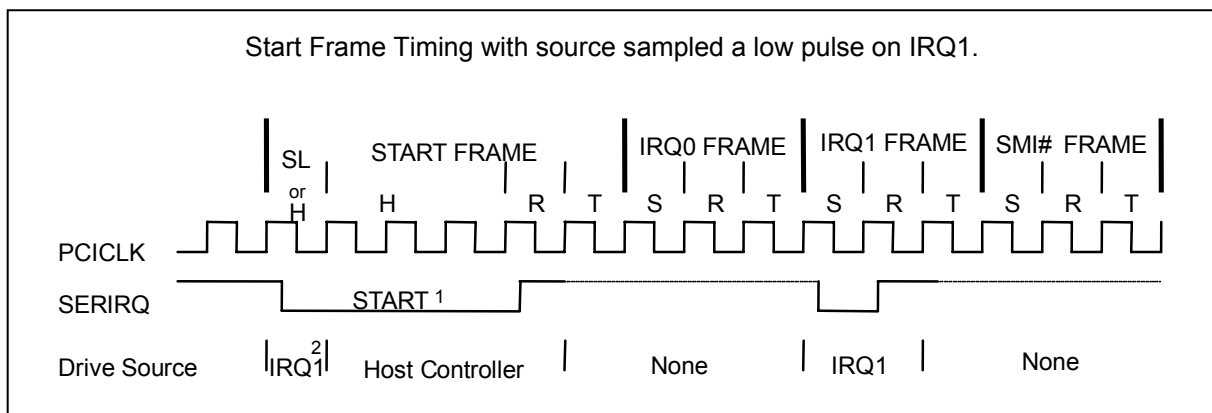 Start Frame Timing with source sampled a low pulse on IRQ1.
SL
or
H
START FRAME
IRQ0 FRAME
IRQ1 FRAME
SMI# FRAME
H R T S R T S R T S R T
PCICLK
SERIRQ
START 1
Drive Source
IRQ1 2
Host Controller
None
IRQ1
None